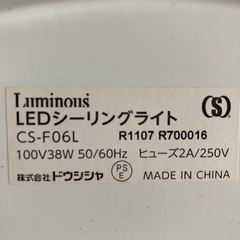 Luminous
LEDシーリングライト
CS-F06L R1107 R700016
100V38W 50/60Hz ヒューズ2A/250V
株式会社ドウシシャ PSE MADE IN CHINA
S